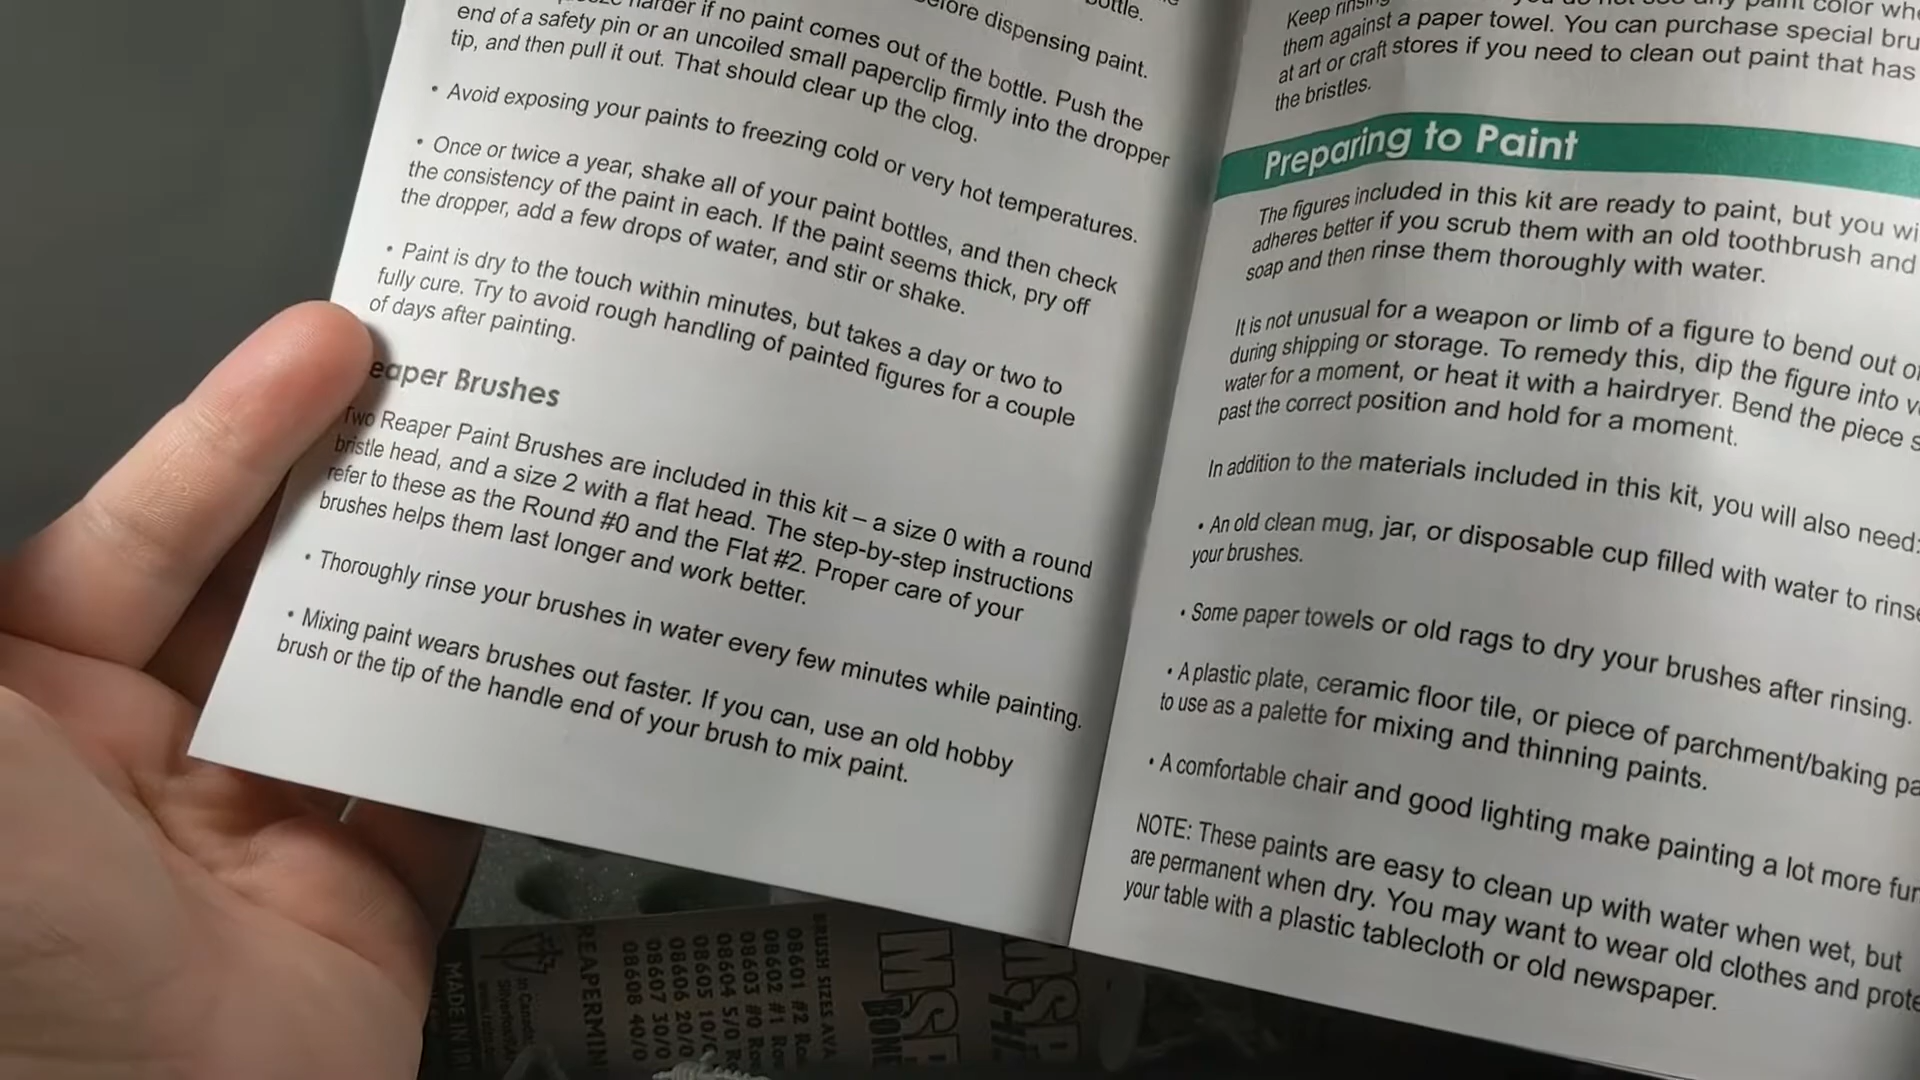 bottle.
before dispensing paint.
harder if no paint comes out of the bottle. Push the
end of a safety pin or an uncoiled small paperclip firmly into the dropper
tip, and then pull it out. That should clear up the clog.
• Avoid exposing your paints to freezing cold or very hot temperatures.
• Once or twice a year, shake all of your paint bottles, and then check
the consistency of the paint in each. If the paint seems thick, pry off
the dropper, add a few drops of water, and stir or shake.
• Paint is dry to the touch within minutes, but takes a day or two to
fully cure. Try to avoid rough handling of painted figures for a couple
of days after painting.
eaper Brushes
Two Reaper Paint Brushes are included in this kit – a size 0 with a round
bristle head, and a size 2 with a flat head. The step-by-step instructions
refer to these as the Round #0 and the Flat #2. Proper care of your
brushes helps them last longer and work better.
• Thoroughly rinse your brushes in water every few minutes while painting.
• Mixing paint wears brushes out faster. If you can, use an old hobby
brush or the tip of the handle end of your brush to mix paint.
Keep rinsing you do not see any paint color
them against a paper towel. You can purchase special
at art or craft stores if you need to clean out paint that has
the bristles.
Preparing to Paint
The figures included in this kit are ready to paint, but you
adheres better if you scrub them with an old toothbrush and
soap and then rinse them thoroughly with water.
It is not unusual for a weapon or limb of a figure to bend out
during shipping or storage. To remedy this, dip the figure into
water for a moment, or heat it with a hairdryer. Bend the piece
past the correct position and hold for a moment.
In addition to the materials included in this kit, you will also need:
• An old clean mug, jar, or disposable cup filled with water to rinse
your brushes.
• Some paper towels or old rags to dry your brushes after rinsing.
• A plastic plate, ceramic floor tile, or piece of parchment/baking
to use as a palette for mixing and thinning paints.
• A comfortable chair and good lighting make painting a lot more fun
NOTE: These paints are easy to clean up with water when wet, but
are permanent when dry. You may want to wear old clothes and
your table with a plastic tablecloth or old newspaper.
MSP
MSP
BONE
BRUSH SIZES AVA
08601 #2 Ro
08602 #1 Ro
08603 #0 Ro
08604 5/0 R
08605 10/0
08606 20/0
08607 30/0
08608 40/0
REAPERMIN
in Canada
MADE IN